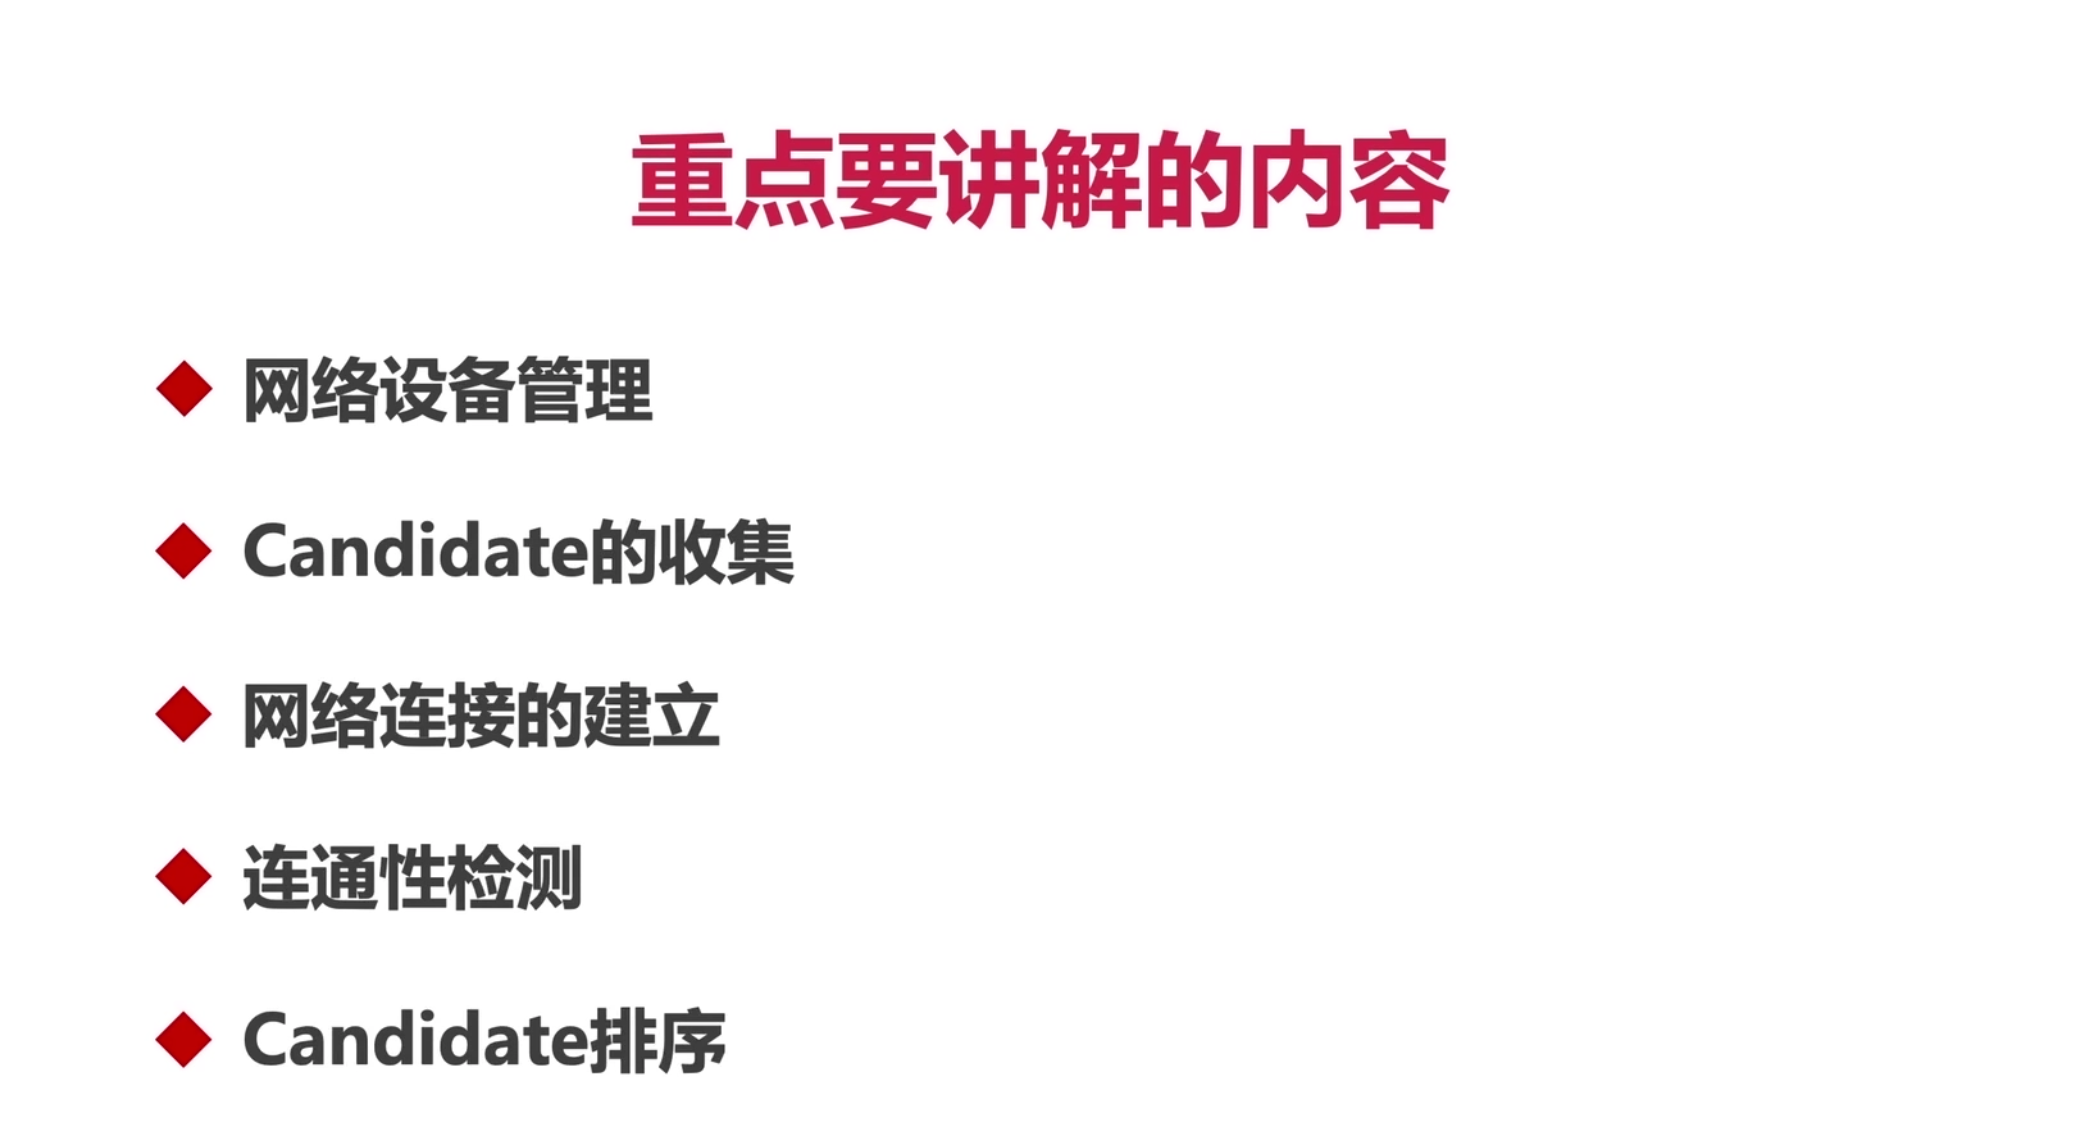 重点要讲解的内容
网络设备管理
Candidate的收集
网络连接的建立
连通性检测
Candidate排序